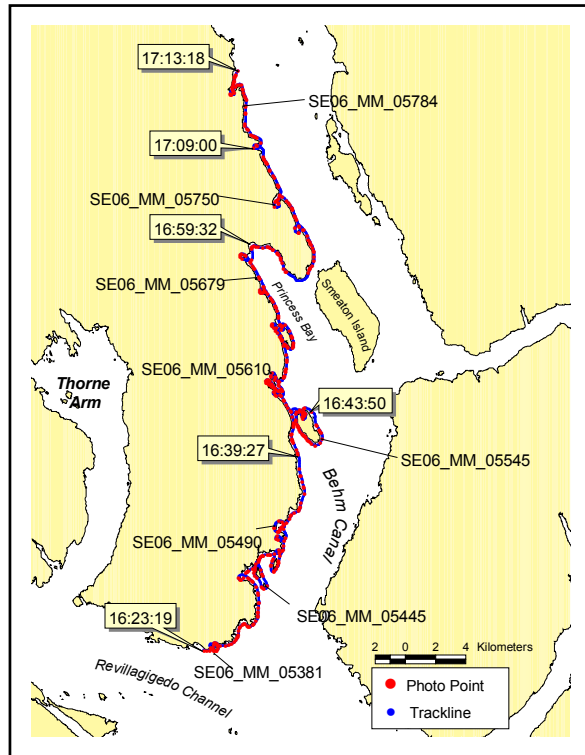 17:13:18
SE06_MM_05784
17:09:00
SE06_MM_05750
16:59:32
SE06_MM_05679
Princess Bay
Smeaton Island
SE06_MM_05610
Thorne
Arm
16:43:50
SE06_MM_05545
16:39:27
Behm Canal
SE06_MM_05490
16:23:19
SE06_MM_05445
SE06_MM_05381
Revillagigedo Channel
2 0 2 4 Kilometers
Photo Point
Trackline